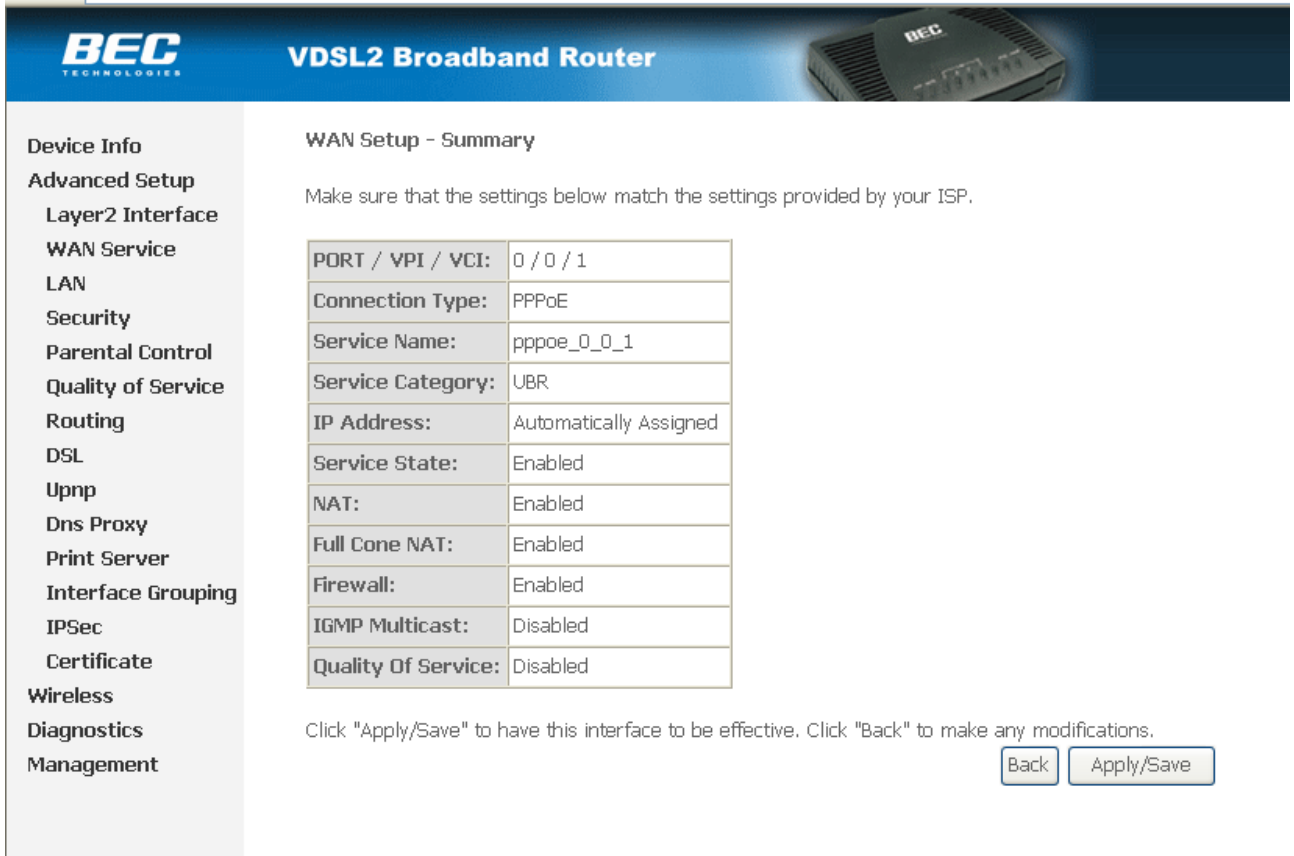 BEC
TECHNOLOGIES
VDSL2 Broadband Router
BEC
Device Info
Advanced Setup
Layer2 Interface
WAN Service
LAN
Security
Parental Control
Quality of Service
Routing
DSL
Upnp
Dns Proxy
Print Server
Interface Grouping
IPSec
Certificate
Wireless
Diagnostics
Management
WAN Setup - Summary
Make sure that the settings below match the settings provided by your ISP.
PORT / VPI / VCI: 0 / 0 / 1
Connection Type: PPPoE
Service Name: pppoe_0_0_1
Service Category: UBR
IP Address: Automatically Assigned
Service State: Enabled
NAT: Enabled
Full Cone NAT: Enabled
Firewall: Enabled
IGMP Multicast: Disabled
Quality Of Service: Disabled
Click "Apply/Save" to have this interface to be effective. Click "Back" to make any modifications.
Back Apply/Save